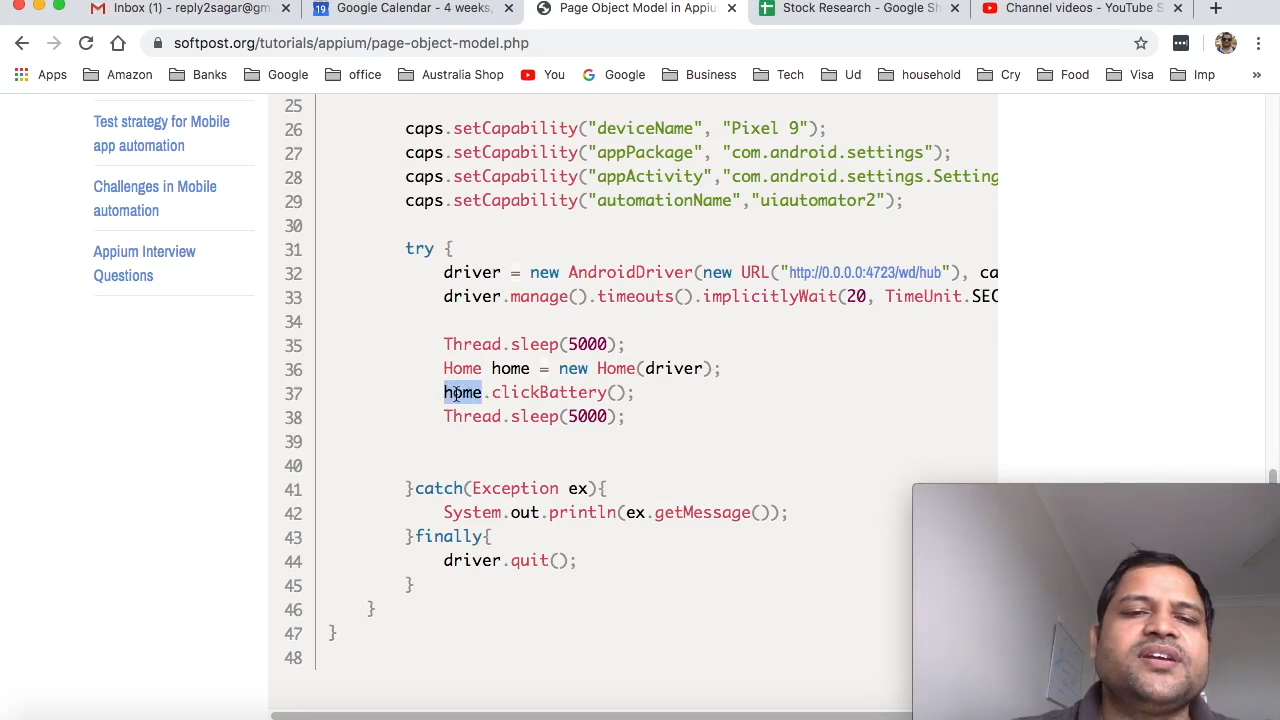 Inbox (1) - reply2sagar@gm
Google Calendar - 4 weeks,
Page Object Model in Appiu
Stock Research - Google Sh
Channel videos - YouTube S
softpost.org/tutorials/appium/page-object-model.php
Apps Amazon Banks Google office Australia Shop You Google Business Tech Ud household Cry Food Visa Imp »
Test strategy for Mobile
app automation
Challenges in Mobile
automation
Appium Interview
Questions
25
26 caps.setCapability("deviceName", "Pixel 9");
27 caps.setCapability("appPackage", "com.android.settings");
28 caps.setCapability("appActivity","com.android.settings.Setting
29 caps.setCapability("automationName","uiautomator2");
30
31 try {
32 driver = new AndroidDriver(new URL("http://0.0.0.0:4723/wd/hub"), ca
33 driver.manage().timeouts().implicitlyWait(20, TimeUnit.SEC
34
35 Thread.sleep(5000);
36 Home home = new Home(driver);
37 home.clickBattery();
38 Thread.sleep(5000);
39
40
41 }catch(Exception ex){
42 System.out.println(ex.getMessage());
43 }finally{
44 driver.quit();
45 }
46 }
47 }
48